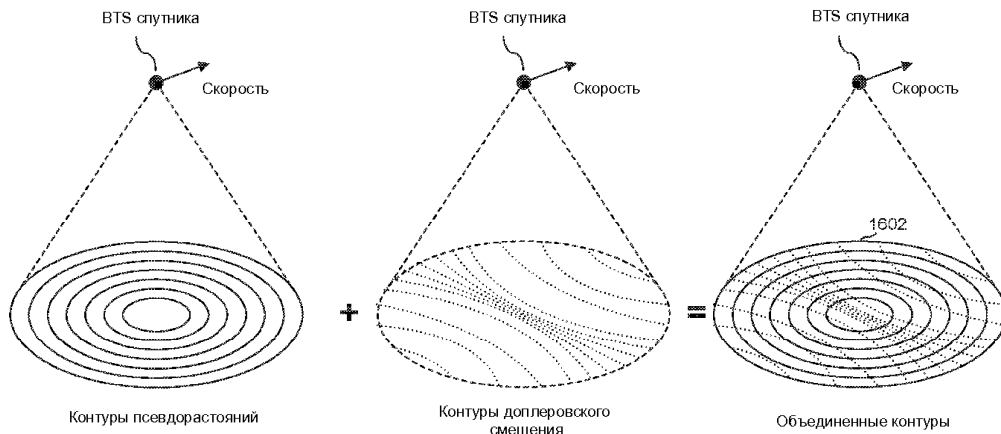 BTS спутника
BTS спутника
BTS спутника
Скорость
Скорость
Скорость
1602
+
=
Контуры псевдорастояний
Контуры доплеровского
смещения
Объединенные контуры